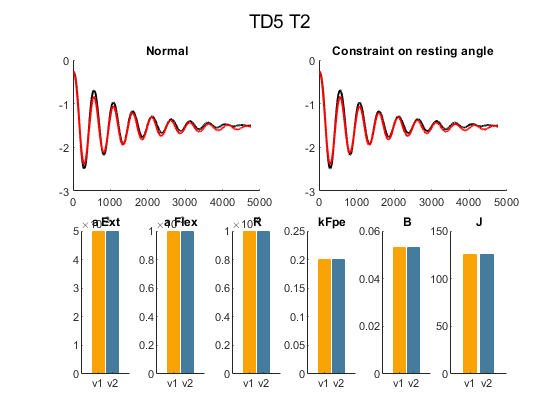 TD5 T2
Normal
Constraint on resting angle
0
-1
-2
-3
0 1000 2000 3000 4000 5000
0
-1
-2
-3
0 1000 2000 3000 4000 5000
a Ext
a Flex
kFpe
B
J
5
4
3
2
1
0
v1 v2
1
0.8
0.6
0.4
0.2
0
v1 v2
1
0.8
0.6
0.4
0.2
0
v1 v2
0.25
0.2
0.15
0.1
0.05
0
v1 v2
0.06
0.04
0.02
0
v1 v2
150
100
50
0
v1 v2